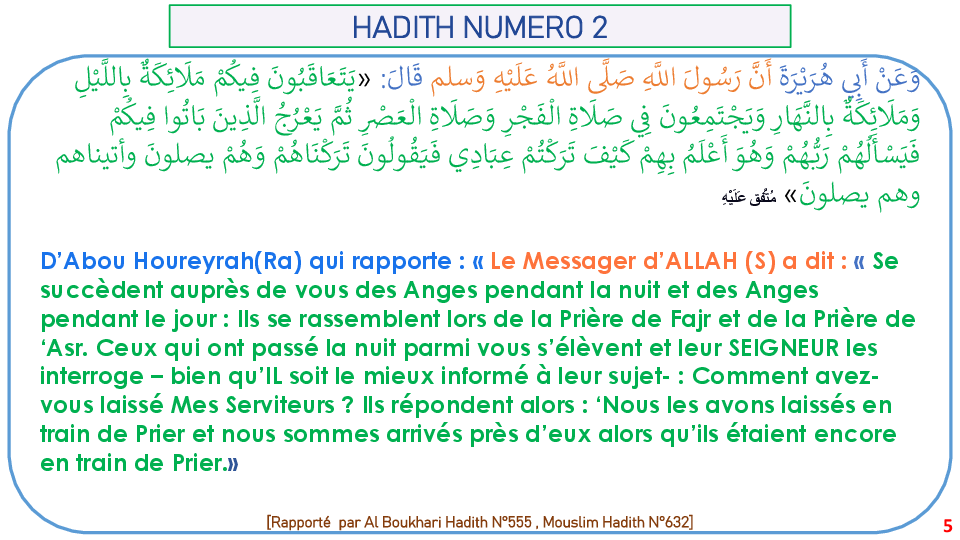 HADITH NUMERO 2
وَعَنْ أَبِي هُرَيْرَةَ أَنَّ رَسُولَ اللَّهِ صَلَّى اللَّهُ عَلَيْهِ وَسلم قَالَ: «يَتَعَاقَبُونَ فِيكُمْ مَلَائِكَةٌ بِاللَّيْلِ
وَمَلَائِكَةٌ بِالنَّهَارِ وَيَجْتَمِعُونَ فِي صَلَاةِ الْفَجْرِ وَصَلَاةِ الْعَصْرِ ثُمَّ يَعْرُجُ الَّذِينَ بَاتُوا فِيكُمْ
فَيَسْأَلُهُمْ رَبُّهُمْ وَهُوَ أَعْلَمُ بِهِمْ كَيْفَ تَرَكْتُمْ عِبَادِي فَيَقُولُونَ تَرَكْنَاهُمْ وَهُمْ يصلونَ وأتيناهم
وهم يصلونَ» مُتَّفق عَلَيْهِ
D’Abou Houreyrah(Ra) qui rapporte : « Le Messager d’ALLAH (S) a dit : « Se
succèdent auprès de vous des Anges pendant la nuit et des Anges
pendant le jour : Ils se rassemblent lors de la Prière de Fajr et de la Prière de
‘Asr. Ceux qui ont passé la nuit parmi vous s’élèvent et leur SEIGNEUR les
interroge – bien qu’IL soit le mieux informé à leur sujet- : Comment avez-
vous laissé Mes Serviteurs ? Ils répondent alors : ‘Nous les avons laissés en
train de Prier et nous sommes arrivés près d’eux alors qu’ils étaient encore
en train de Prier.»
[Rapporté par Al Boukhari Hadith N°555 , Mouslim Hadith N°632]
5